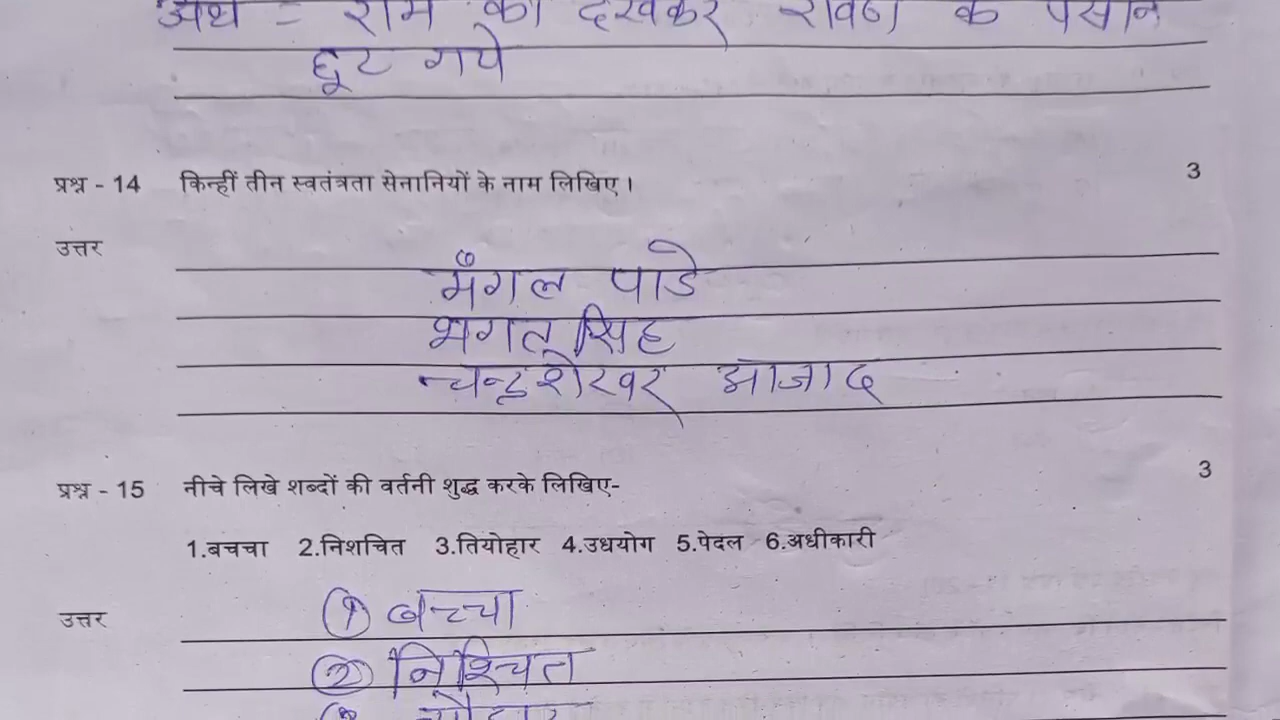 अर्थ = राम को देखकर रावण के पसीने
छूट गये
प्रश्न - 14 किन्हीं तीन स्वतंत्रता सेनानियों के नाम लिखिए। 3
उत्तर
मँगल पाडे
भगत सिह
चन्द्रशेखर आजाद
प्रश्न - 15 नीचे लिखे शब्दों की वर्तनी शुद्ध करके लिखिए- 3
1.बचचा 2.निशचित 3.तियोहार 4.उधयोग 5.पेदल 6.अधीकारी
उत्तर
(१) बच्चा
(२) निश्चित